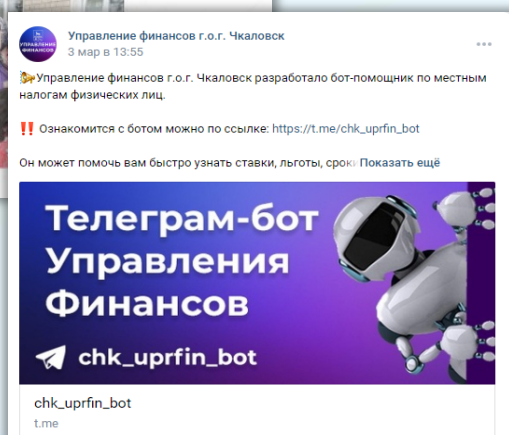 УПРАВЛЕНИЕ
ФИНАНСОВ
Управление финансов г.о.г. Чкаловск
3 мар в 13:55
Управление финансов г.о.г. Чкаловск разработало бот-помощник по местным
налогам физических лиц.
‼️ Ознакомится с ботом можно по ссылке: https://t.me/chk_uprfin_bot
Он может помочь вам быстро узнать ставки, льготы, сроки Показать ещё
Телеграм-бот
Управления
Финансов
chk_uprfin_bot
chk_uprfin_bot
t.me